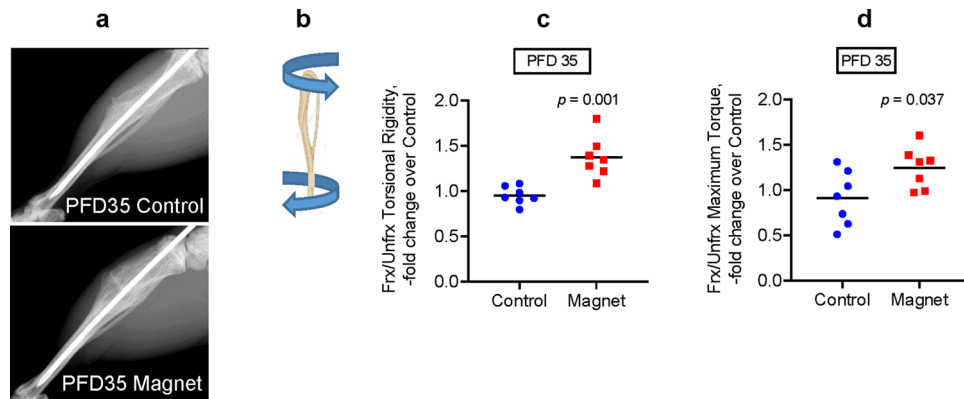 a
b
c
d
PFD35 Control
PFD35 Magnet
PFD 35
Frx/Unfrx Torsional Rigidity,
-fold change over Control
2.0
1.5
1.0
0.5
0.0
p = 0.001
Control
Magnet
PFD 35
Frx/Unfrx Maximum Torque,
-fold change over Control
2.0
1.5
1.0
0.5
0.0
p = 0.037
Control
Magnet